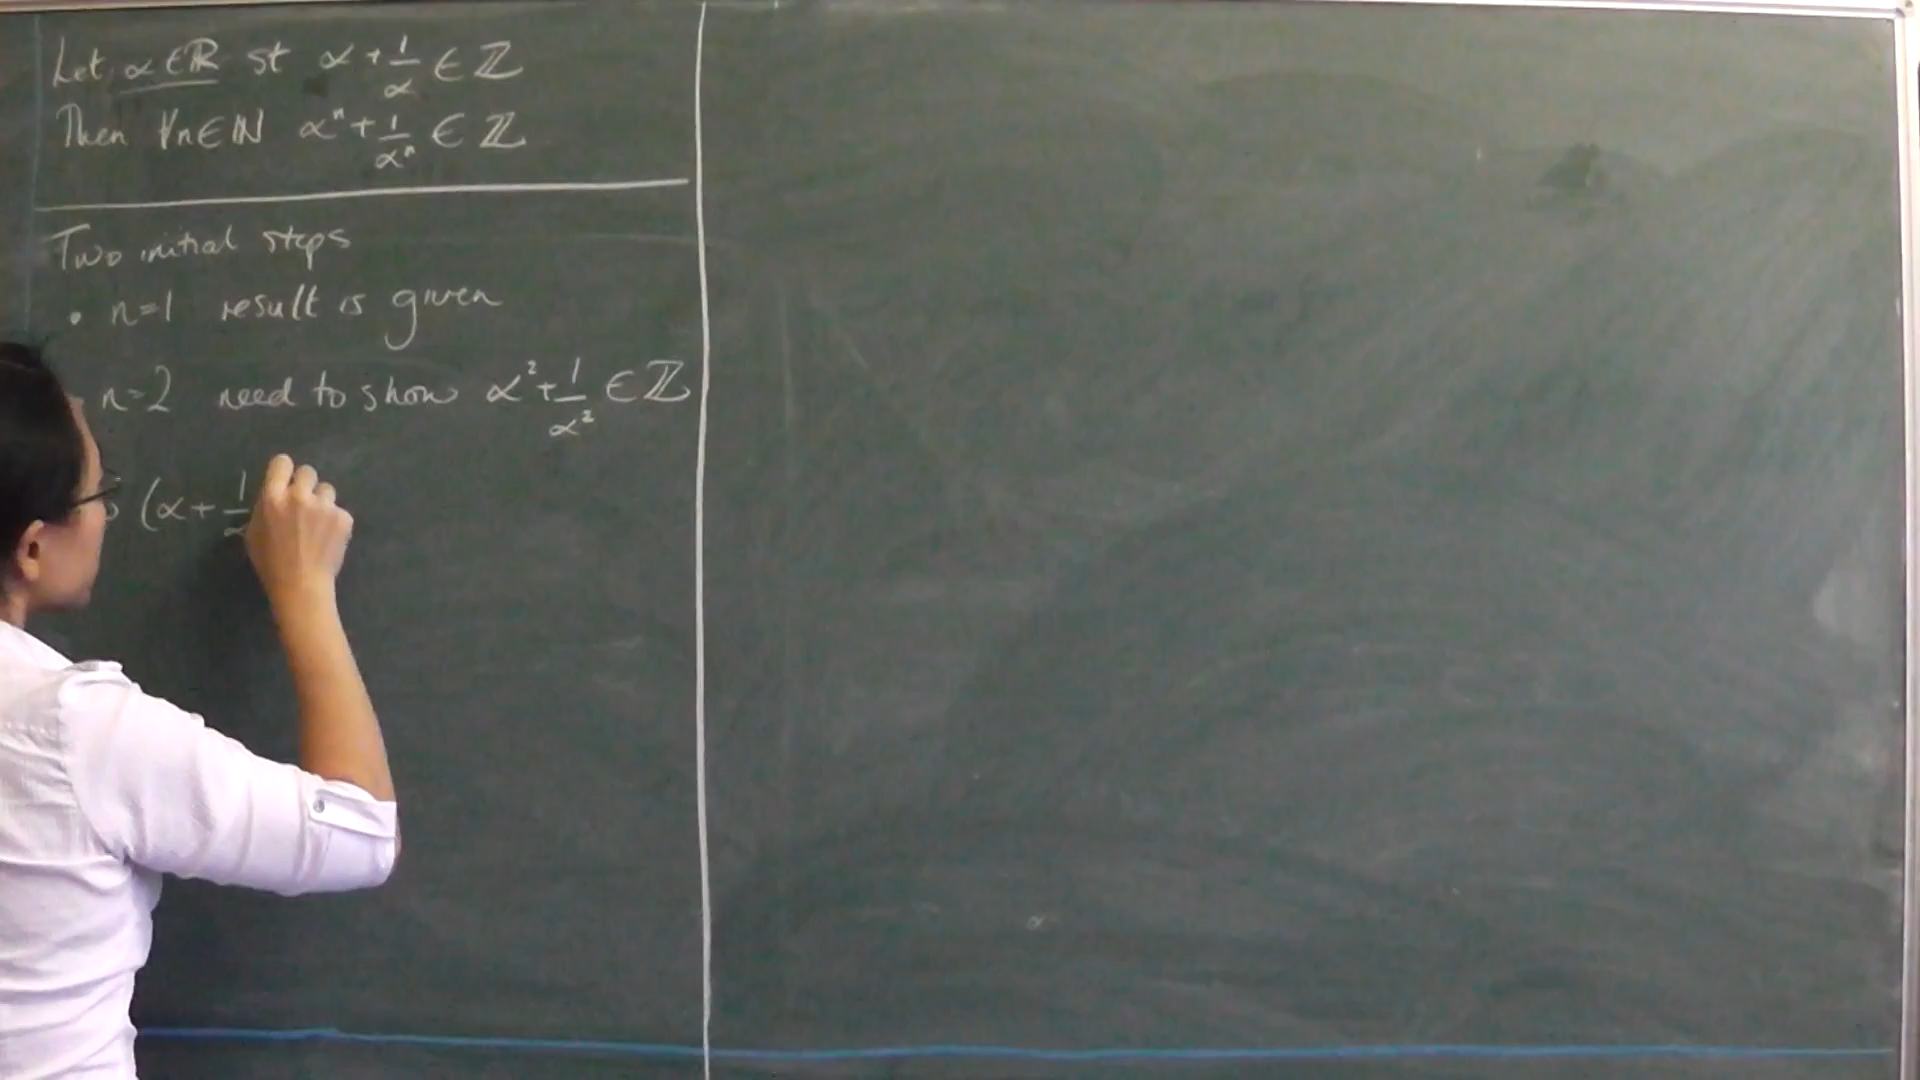 Let α∈ℝ st α + 1/α ∈ ℤ
Then ∀n∈ℕ αⁿ + 1/αⁿ ∈ ℤ
Two initial steps
• n=1 result is given
n=2 need to show α² + 1/α² ∈ ℤ
(α + 1/α